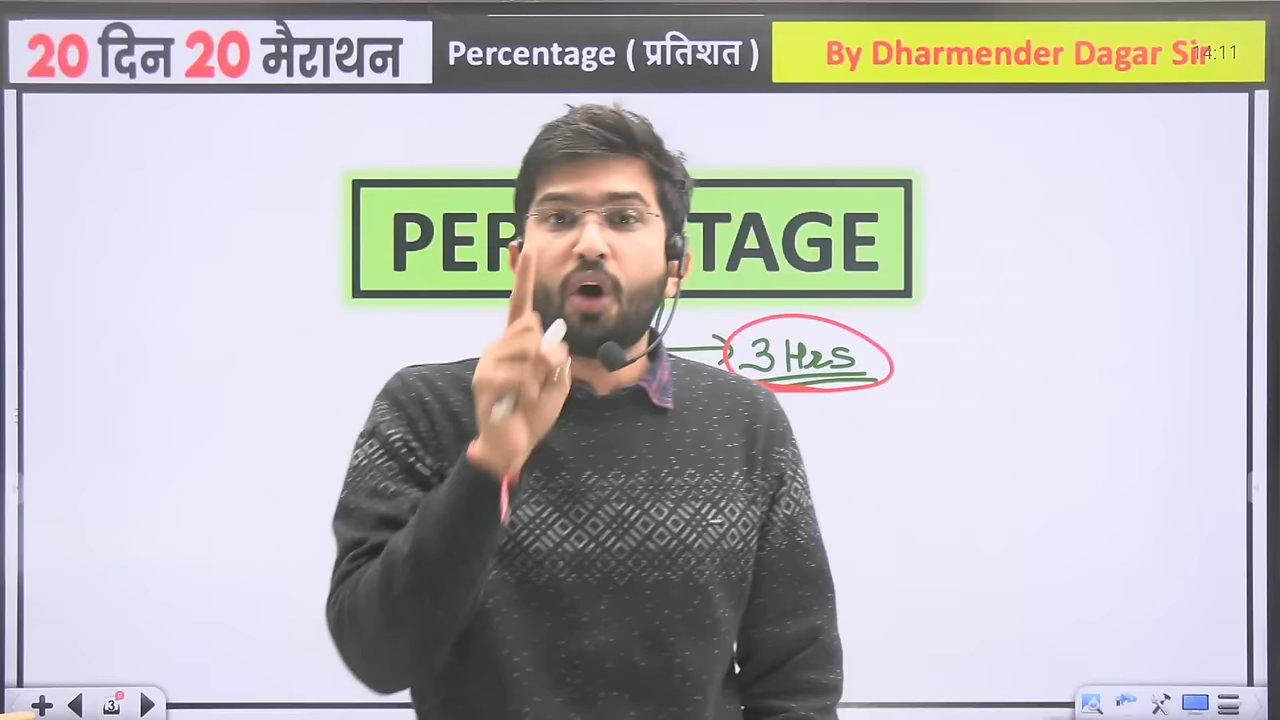 20 दिन 20 मैराथन
Percentage ( प्रतिशत )
By Dharmender Dagar Sir
14:11
PER TAGE
3 Hrs
3